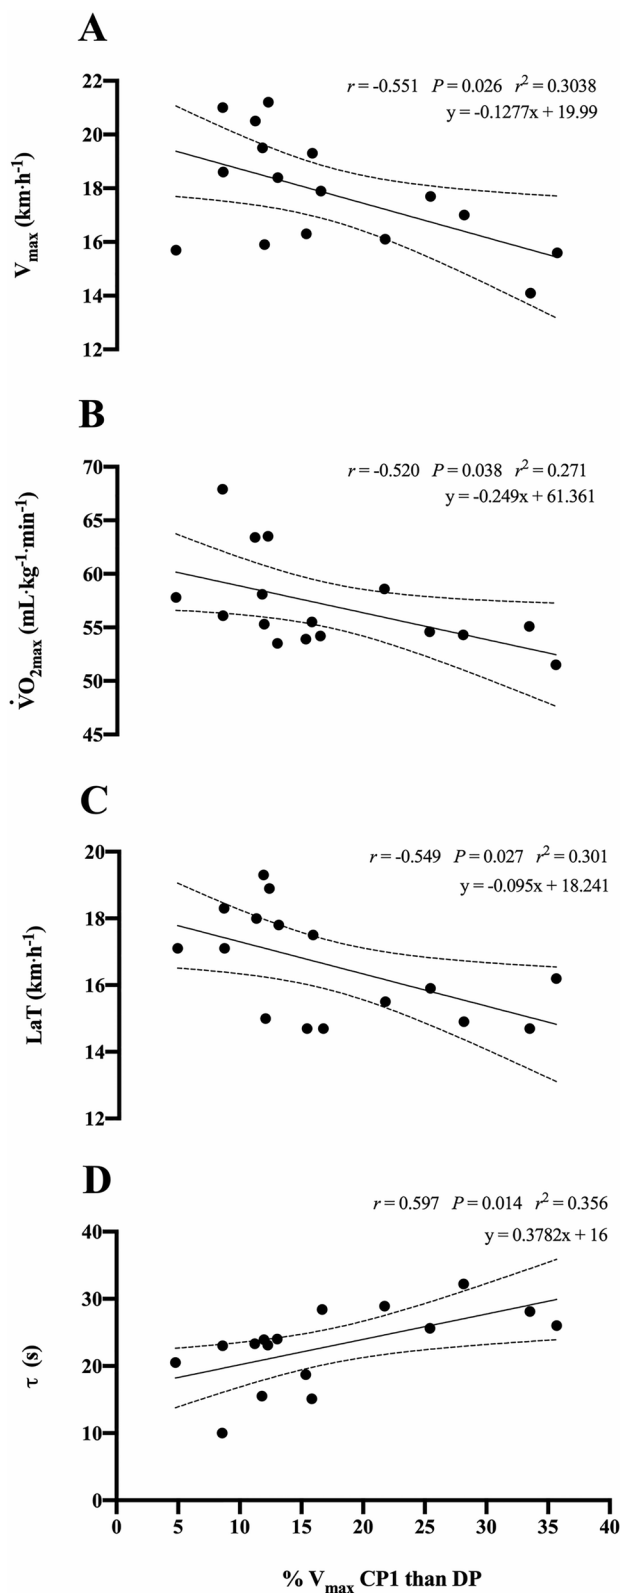 A
r = -0.551 P = 0.026 r² = 0.3038
y = -0.1277x + 19.99
22
20
18
16
14
12
Vmax (km·h⁻¹)
B
r = -0.520 P = 0.038 r² = 0.271
y = -0.249x + 61.361
70
65
60
55
50
45
V̇O2max (mL·kg⁻¹·min⁻¹)
C
r = -0.549 P = 0.027 r² = 0.301
y = -0.095x + 18.241
20
18
16
14
12
LaT (km·h⁻¹)
D
r = 0.597 P = 0.014 r² = 0.356
y = 0.3782x + 16
40
30
20
10
0
τ (s)
0 5 10 15 20 25 30 35 40
% Vmax CP1 than DP